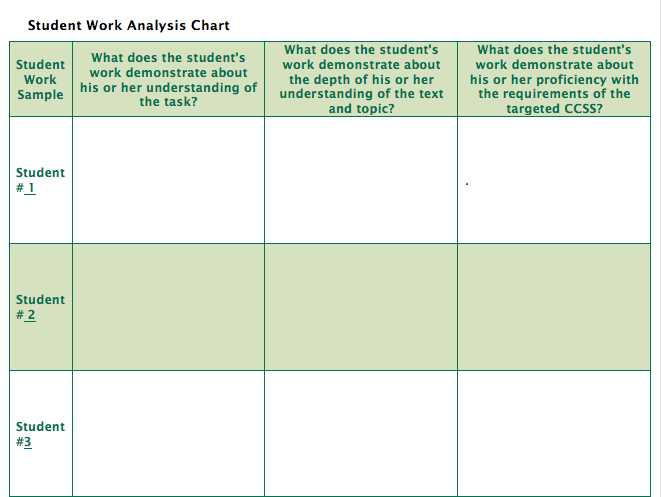 Student Work Analysis Chart
Student
Work
Sample
What does the student's
work demonstrate about
his or her understanding of
the task?
What does the student's
work demonstrate about
the depth of his or her
understanding of the text
and topic?
What does the student's
work demonstrate about
his or her proficiency with
the requirements of the
targeted CCSS?
Student
# 1
.
Student
# 2
Student
#3